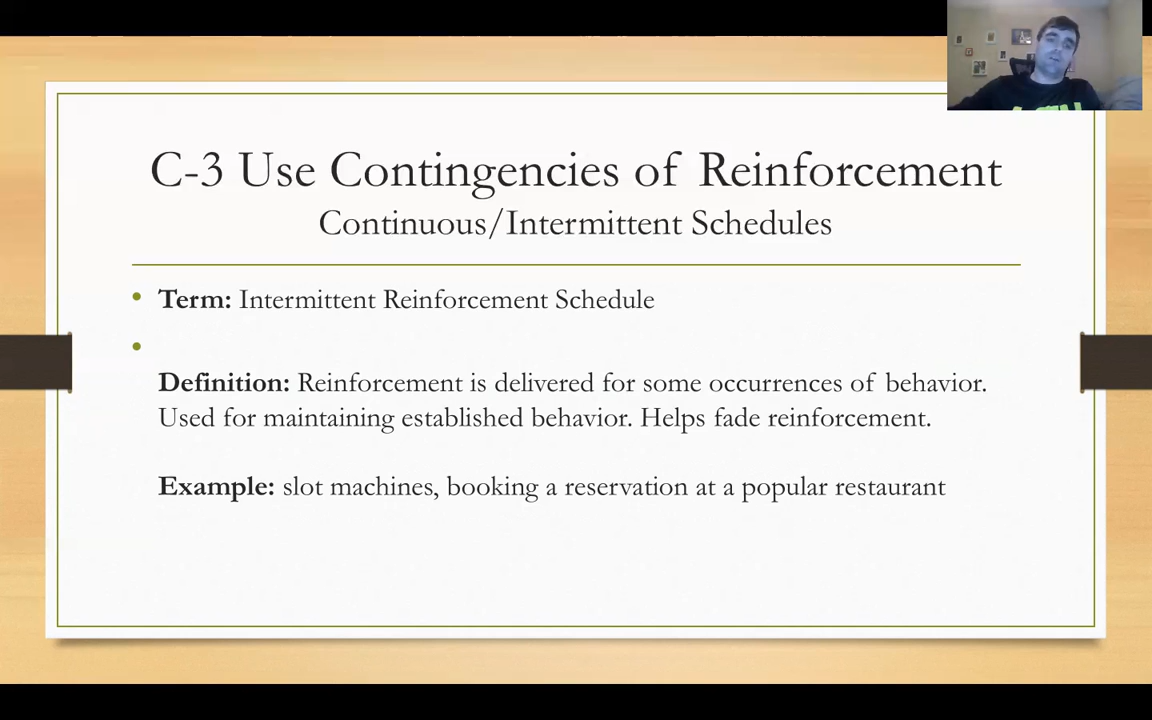 C-3 Use Contingencies of Reinforcement
Continuous/Intermittent Schedules
• Term: Intermittent Reinforcement Schedule
•
Definition: Reinforcement is delivered for some occurrences of behavior.
Used for maintaining established behavior. Helps fade reinforcement.
Example: slot machines, booking a reservation at a popular restaurant